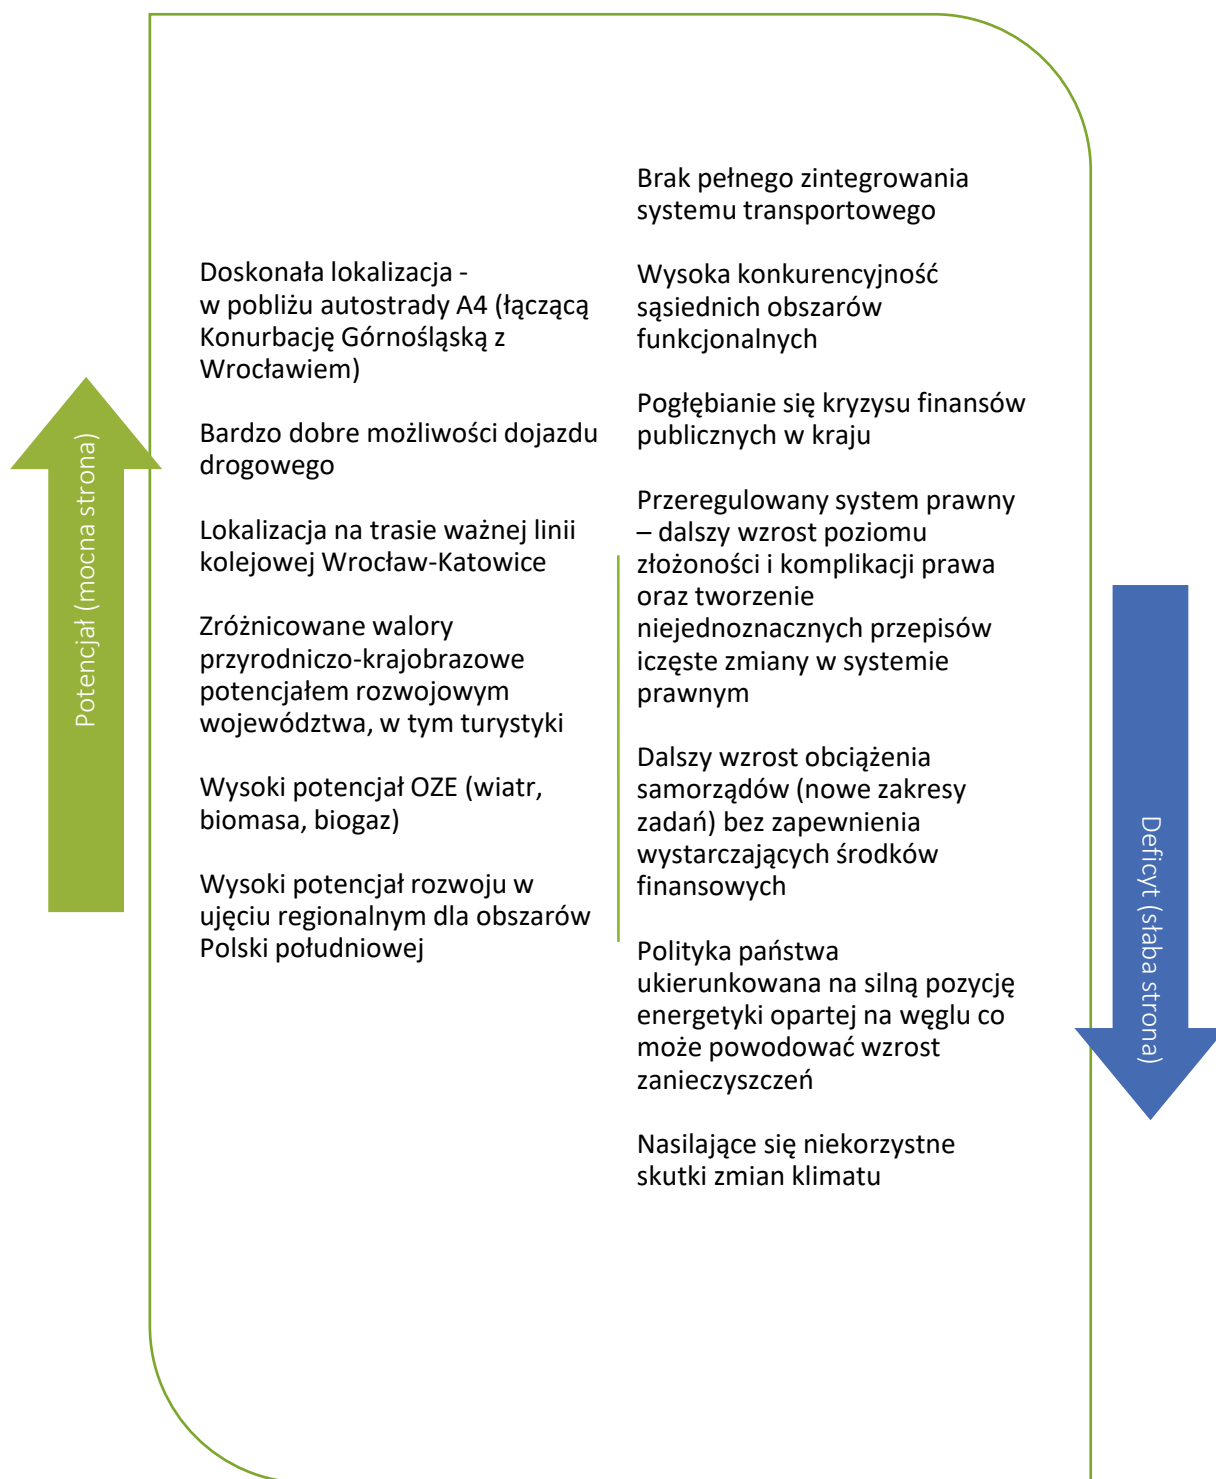 Potencjał (mocna strona)
Doskonała lokalizacja -
w pobliżu autostrady A4 (łączącą
Konurbację Górnośląską z
Wrocławiem)
Bardzo dobre możliwości dojazdu
drogowego
Lokalizacja na trasie ważnej linii
kolejowej Wrocław-Katowice
Zróżnicowane walory
przyrodniczo-krajobrazowe
potencjałem rozwojowym
województwa, w tym turystyki
Wysoki potencjał OZE (wiatr,
biomasa, biogaz)
Wysoki potencjał rozwoju w
ujęciu regionalnym dla obszarów
Polski południowej
Brak pełnego zintegrowania
systemu transportowego
Wysoka konkurencyjność
sąsiednich obszarów
funkcjonalnych
Pogłębianie się kryzysu finansów
publicznych w kraju
Przeregulowany system prawny
– dalszy wzrost poziomu
złożoności i komplikacji prawa
oraz tworzenie
niejednoznacznych przepisów
iczęste zmiany w systemie
prawnym
Dalszy wzrost obciążenia
samorządów (nowe zakresy
zadań) bez zapewnienia
wystarczających środków
finansowych
Polityka państwa
ukierunkowana na silną pozycję
energetyki opartej na węglu co
może powodować wzrost
zanieczyszczeń
Nasilające się niekorzystne
skutki zmian klimatu
Deficyt (słaba strona)